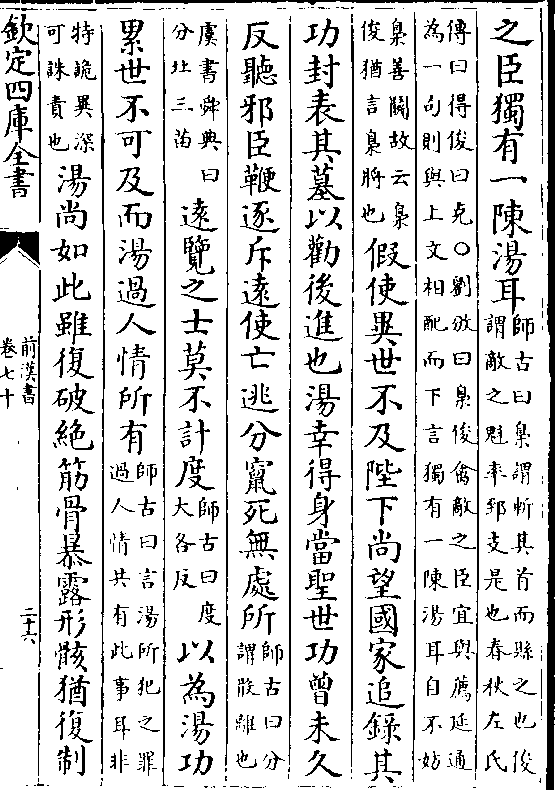 之臣獨有一陳湯耳師古曰梟謂斬其首而縣之也俊謂敵之魁率郅支是也春秋左氏
傳曰得俊曰克〇劉攽曰梟俊禽敵之臣宜與薦延通為一句則與上文相配而下言獨有一陳湯耳自不妨
梟善鬭故云梟俊猶言梟將也假使異世不及陛下尚望國家追錄其
功封表其墓以勸後進也湯幸得身當聖世功曾未久
反聽邪臣鞭逐斥遠使亡逃分竄死無處所師古曰分謂散離也
虞書舜典曰分北三苗遠覽之士莫不計度師古曰度大各反以為湯功
累世不可及而湯過人情所有師古曰言湯所犯之罪過人情共有此事耳非
特詭異深可誅責也湯尚如此雖復破絶筋骨暴露形骸猶復制
欽定四庫全書
前漢書
卷七十
二十六